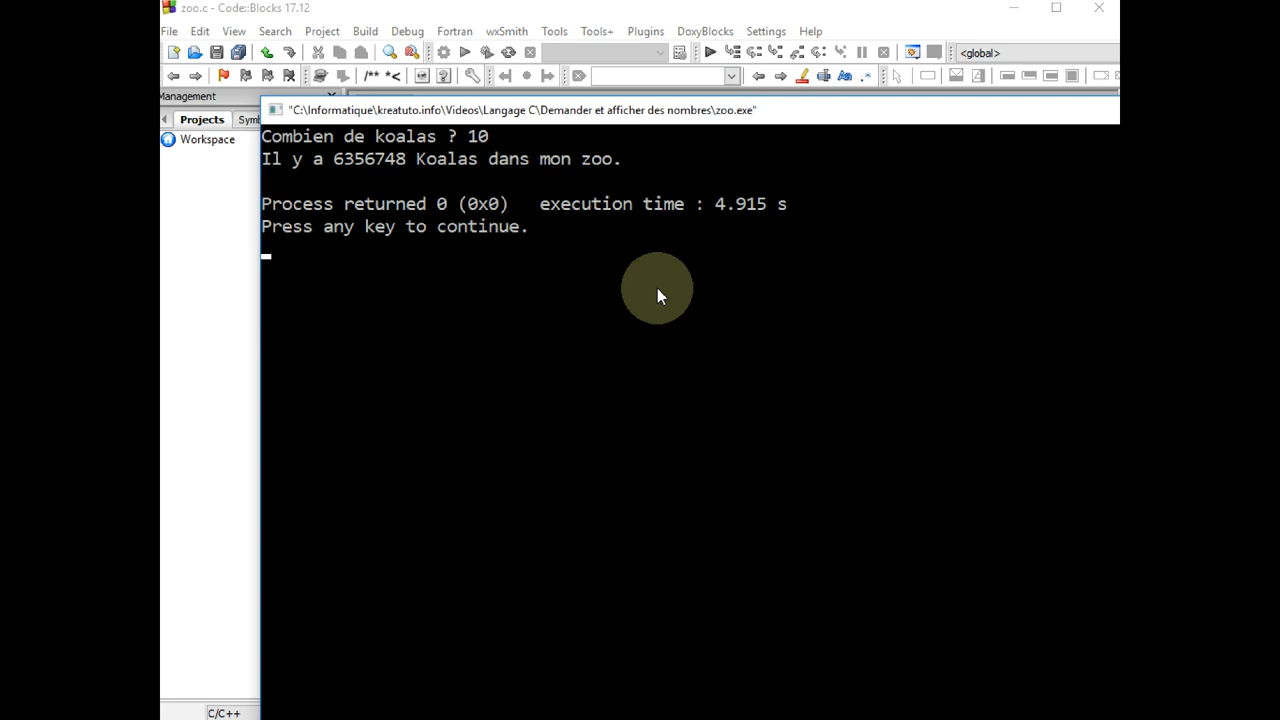 zoo.c - Code::Blocks 17.12
File Edit View Search Project Build Debug Fortran wxSmith Tools Tools+ Plugins DoxyBlocks Settings Help
<global>
/** *<
Management
Projects Symb
Workspace
"C:\Informatique\kreatuto.info\Videos\Langage C\Demander et afficher des nombres\zoo.exe"
Combien de koalas ? 10
Il y a 6356748 Koalas dans mon zoo.
Process returned 0 (0x0) execution time : 4.915 s
Press any key to continue.
C/C++